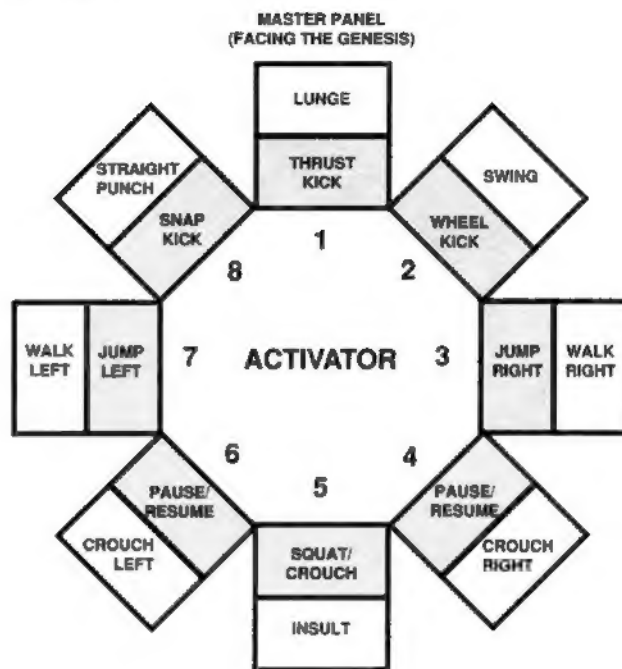 MASTER PANEL
(FACING THE GENESIS)
LUNGE
THRUST
KICK
1
SWING
WHEEL
KICK
2
JUMP
RIGHT
WALK
RIGHT
3
PAUSE/
RESUME
CROUCH
RIGHT
4
SQUAT/
CROUCH
INSULT
5
PAUSE/
RESUME
CROUCH
LEFT
6
WALK
LEFT
JUMP
LEFT
7
STRAIGHT
PUNCH
SNAP
KICK
8
ACTIVATOR